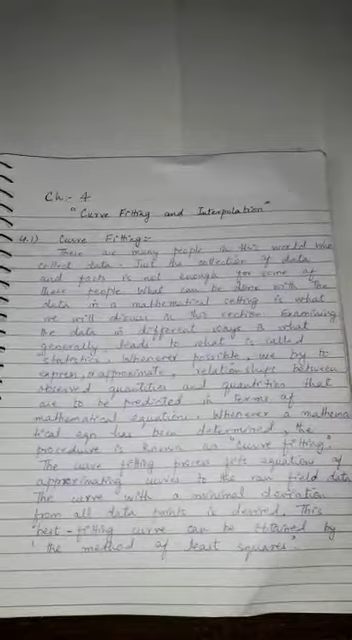 Ch:- 4
"Curve Fitting and Interpolation"
4.1) Curve Fitting:-
There are many people in this world who
collect data. Just the collection of data
and facts is not enough for some of
these people. What can be done with the
data in a mathematical setting is what
we will discuss in this section. Examining
the data in different ways is what
generally leads to what is called
"statistics. Whenever possible, we try to
express, or approximate, relationships between
observed quantities and quantities that
are to be predicted in terms of
mathematical equations. Whenever a mathema
tical eqn has been determined, the
procedure is known as "curve fitting".
The curve fitting process fits equation of
approximating curves to the raw field data.
The curve with a minimal deviation
from all data points is desired. This
"best-fitting curve can be obtained by
"the method of least squares".